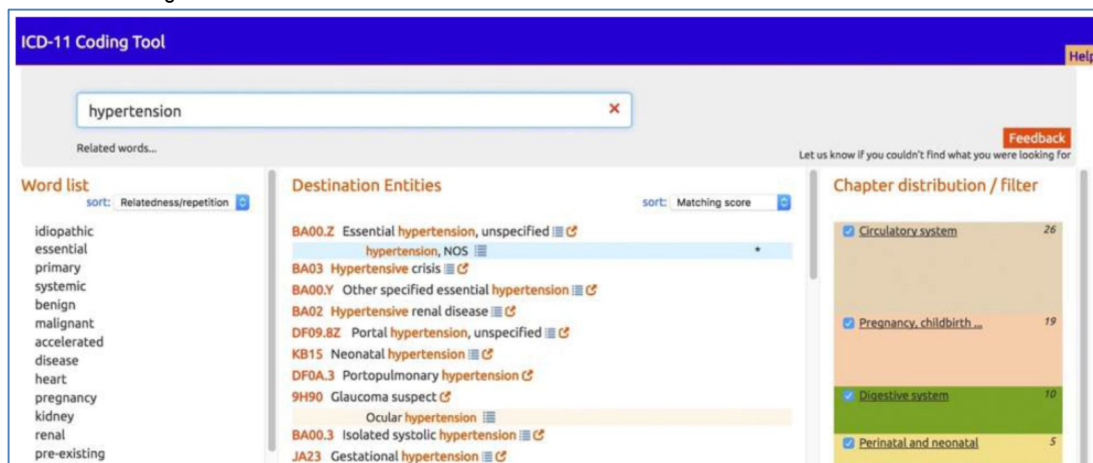 ICD-11 Coding Tool
Help
hypertension
Related words...
Feedback
Let us know if you couldn't find what you were looking for
Word list
sort: Relatedness/repetition
idiopathic
essential
primary
systemic
benign
malignant
accelerated
disease
heart
pregnancy
kidney
renal
pre-existing
Destination Entities
sort: Matching score
BA00.Z Essential hypertension, unspecified
hypertension, NOS *
BA03 Hypertensive crisis
BA00.Y Other specified essential hypertension
BA02 Hypertensive renal disease
DF09.8Z Portal hypertension, unspecified
KB15 Neonatal hypertension
DF0A.3 Portopulmonary hypertension
9H90 Glaucoma suspect
Ocular hypertension
BA00.3 Isolated systolic hypertension
JA23 Gestational hypertension
Chapter distribution / filter
Circulatory system 26
Pregnancy, childbirth ... 19
Digestive system 10
Perinatal and neonatal 5